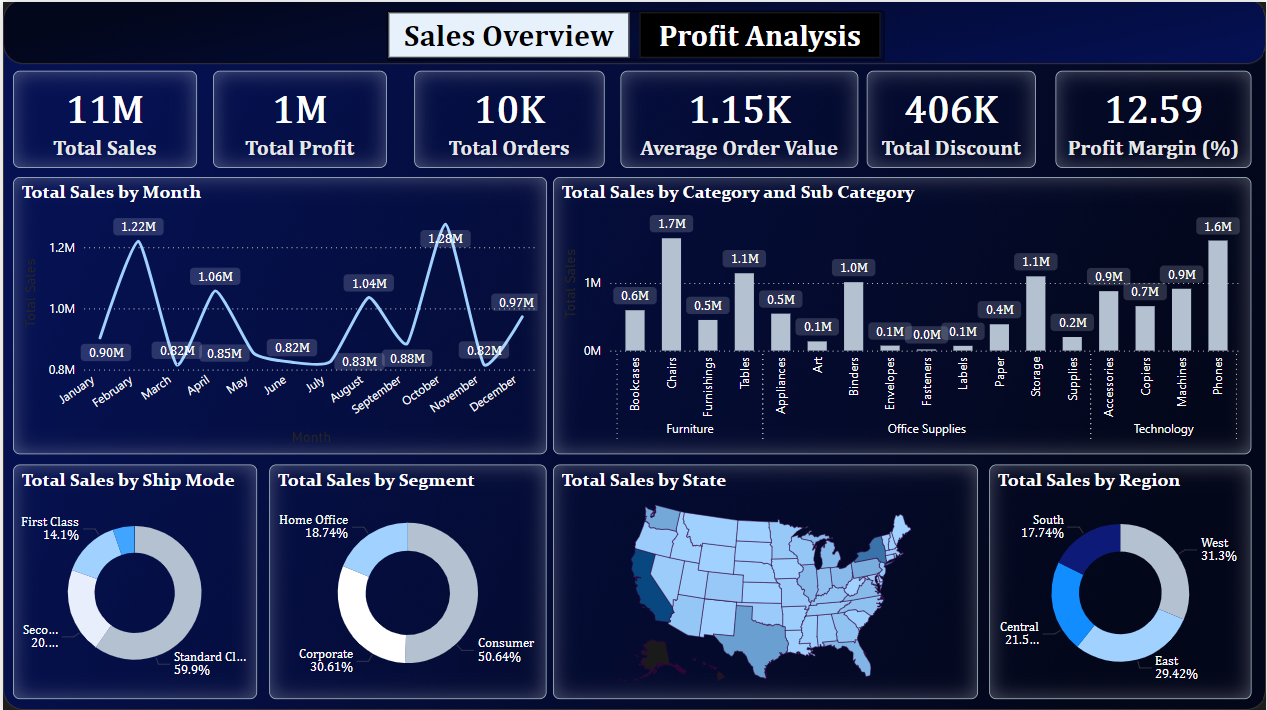 Sales Overview
Profit Analysis
11M
Total Sales
1M
Total Profit
10K
Total Orders
1.15K
Average Order Value
406K
Total Discount
12.59
Profit Margin (%)
Total Sales by Month
Total Sales
1.2M
1.0M
0.8M
0.90M
1.22M
0.82M
1.06M
0.85M
0.82M
0.83M
1.04M
0.88M
1.28M
0.82M
0.97M
January
February
March
April
May
June
July
August
September
October
November
December
Month
Total Sales by Category and Sub Category
Total Sales
1M
0M
0.6M
1.7M
0.5M
1.1M
0.5M
0.1M
1.0M
0.1M
0.0M
0.1M
0.4M
1.1M
0.2M
0.9M
0.7M
0.9M
1.6M
Bookcases
Chairs
Furnishings
Tables
Appliances
Art
Binders
Envelopes
Fasteners
Labels
Paper
Storage
Supplies
Accessories
Copiers
Machines
Phones
Furniture
Office Supplies
Technology
Total Sales by Ship Mode
First Class
14.1%
Seco...
20....
Standard Cl...
59.9%
Total Sales by Segment
Home Office
18.74%
Corporate
30.61%
Consumer
50.64%
Total Sales by State
Total Sales by Region
South
17.74%
West
31.3%
Central
21.5...
East
29.42%